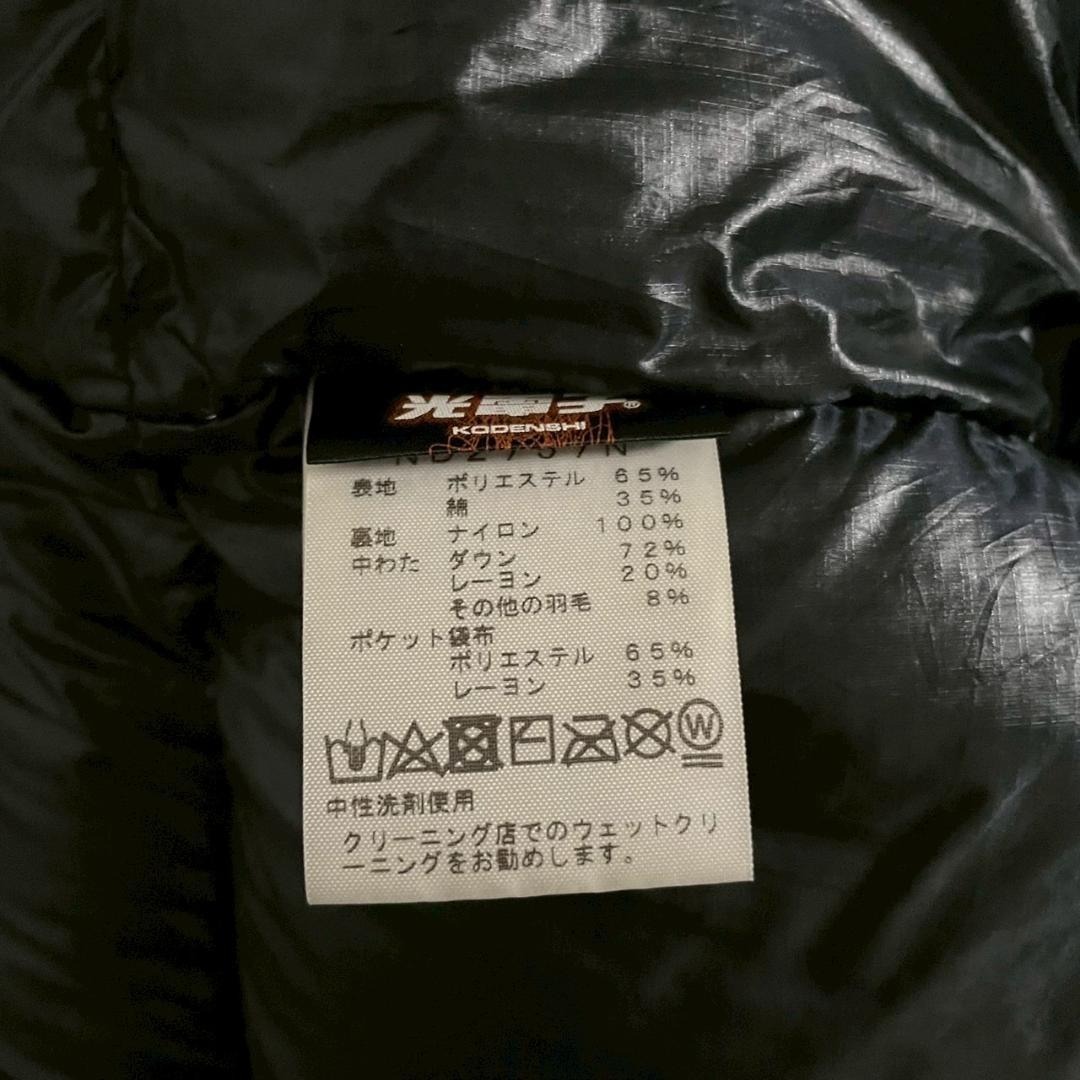 光電子®
KODENSHI
表地 ポリエステル 65%
綿 35%
裏地 ナイロン 100%
中わた ダウン 72%
レーヨン 20%
その他の羽毛 8%
ポケット袋布
ポリエステル 65%
レーヨン 35%
W
中性洗剤使用
クリーニング店でのウェットクリ
ーニングをお勧めします。